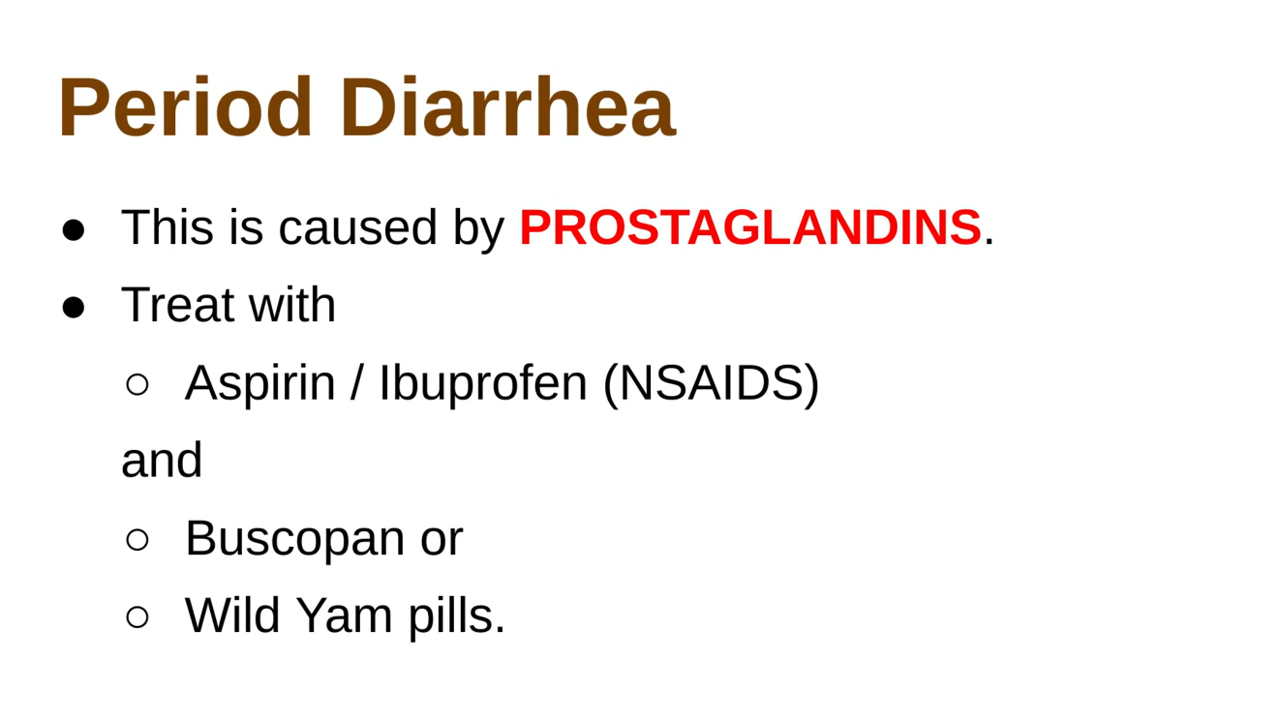 Period Diarrhea
● This is caused by PROSTAGLANDINS.
● Treat with
○ Aspirin / Ibuprofen (NSAIDS)
and
○ Buscopan or
○ Wild Yam pills.